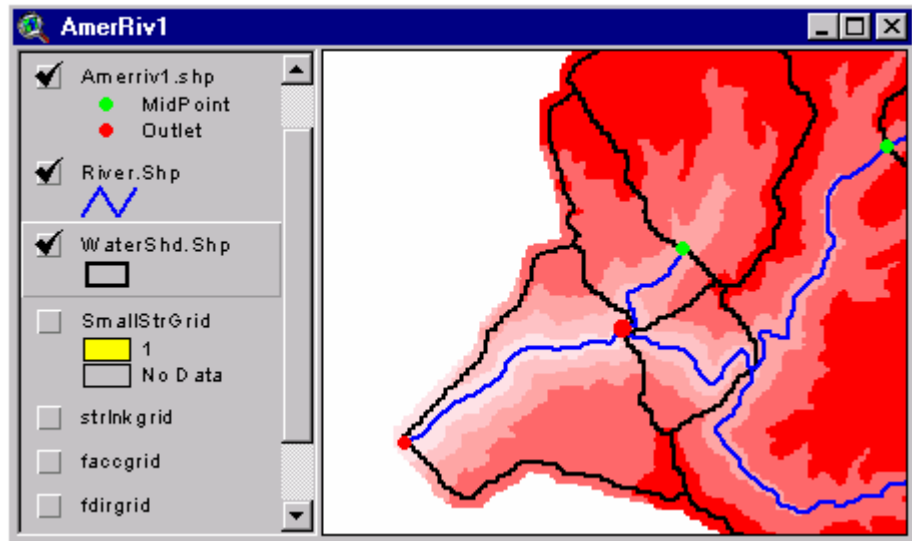 AmerRiv1
Amerriv1.shp
MidPoint
Outlet
River.Shp
WaterShd.Shp
SmallStrGrid
1
No Data
strlnkgrid
faccgrid
fdirgrid